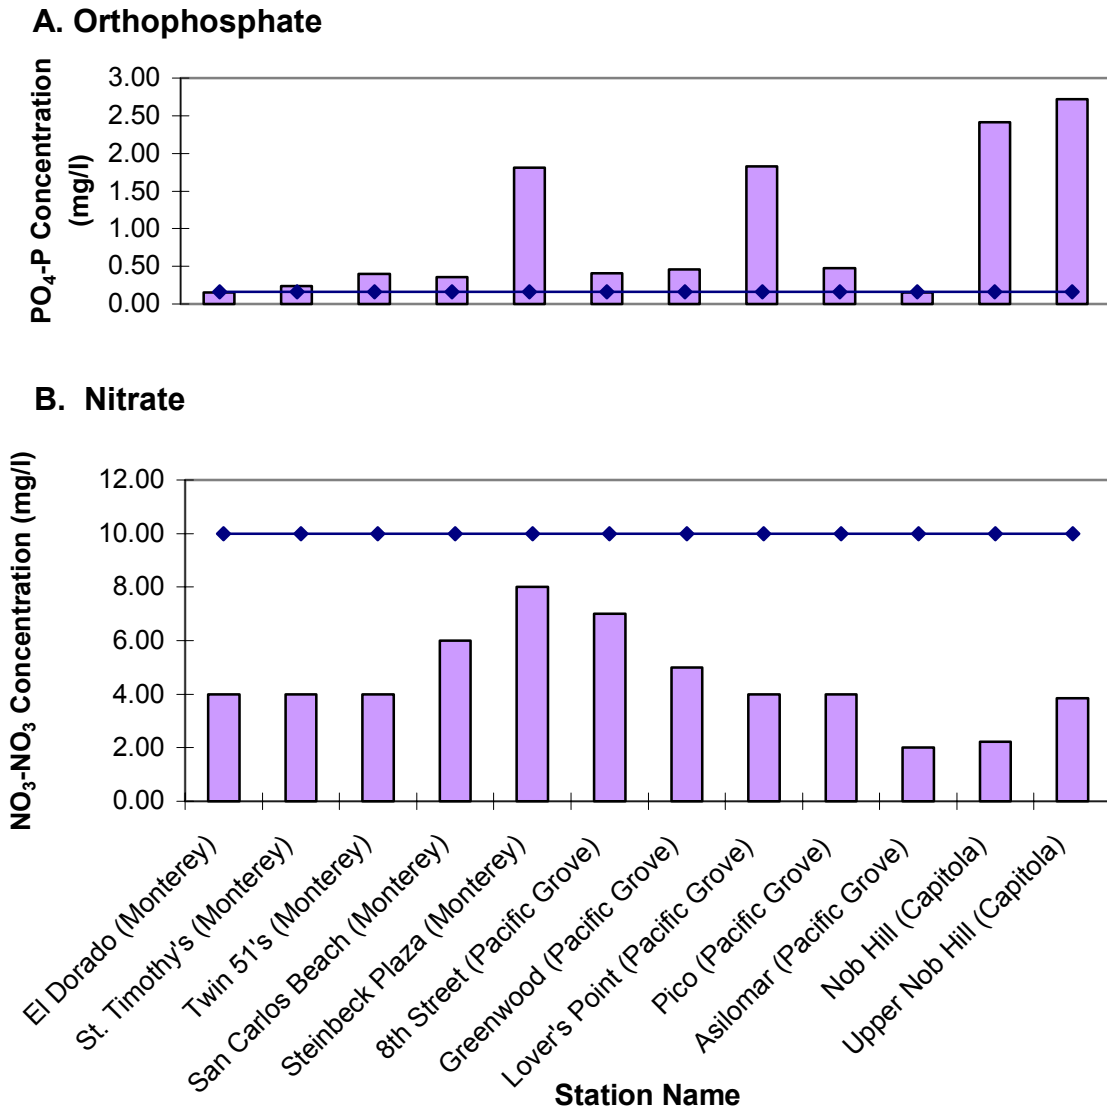 A. Orthophosphate
PO4-P Concentration
(mg/l)
3.00
2.50
2.00
1.50
1.00
0.50
0.00
B. Nitrate
NO3-NO3 Concentration (mg/l)
12.00
10.00
8.00
6.00
4.00
2.00
0.00
El Dorado (Monterey)
St. Timothy's (Monterey)
Twin 51's (Monterey)
San Carlos Beach (Monterey)
Steinbeck Plaza (Monterey)
8th Street (Pacific Grove)
Greenwood (Pacific Grove)
Lover's Point (Pacific Grove)
Pico (Pacific Grove)
Asilomar (Pacific Grove)
Nob Hill (Capitola)
Upper Nob Hill (Capitola)
Station Name